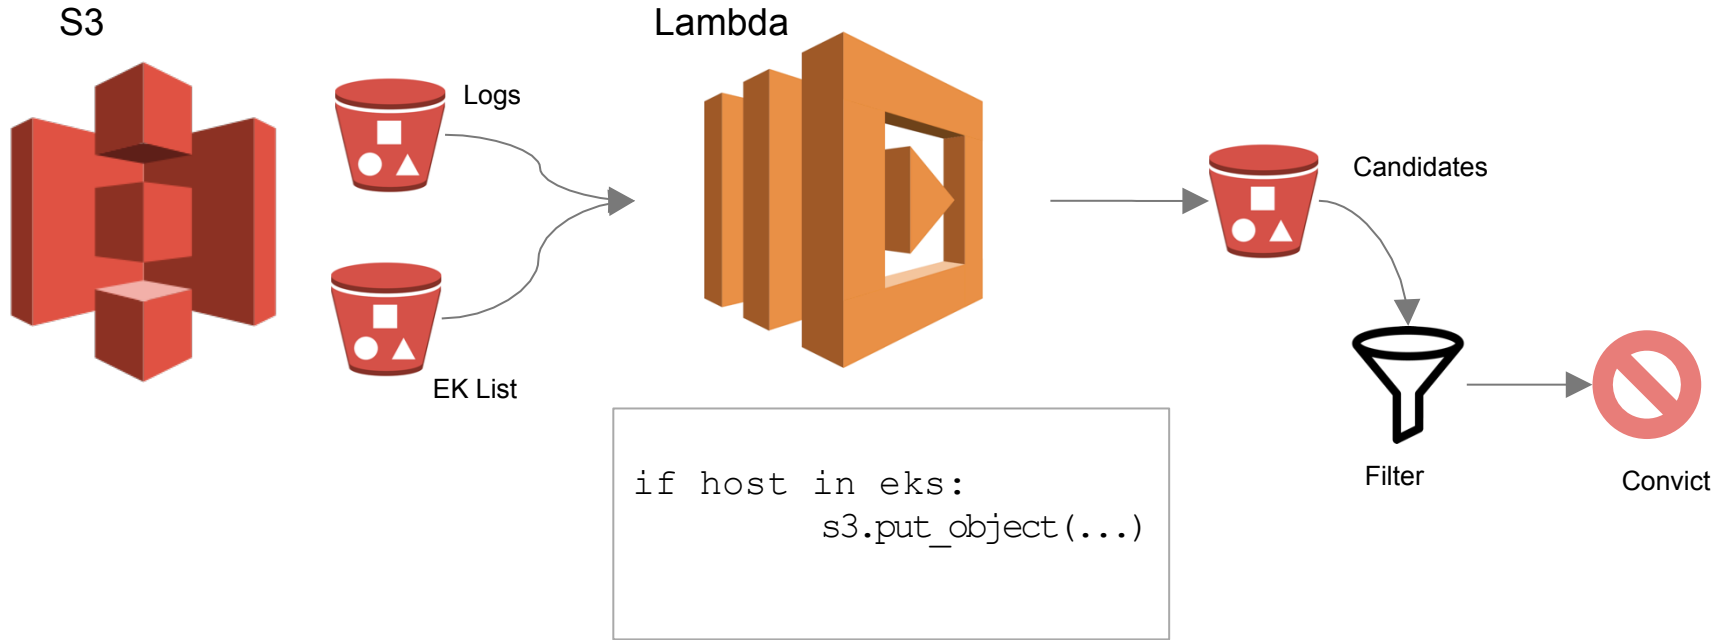 S3
Lambda
Logs
Candidates
EK List
if host in eks:
s3.put_object(...)
Filter
Convict